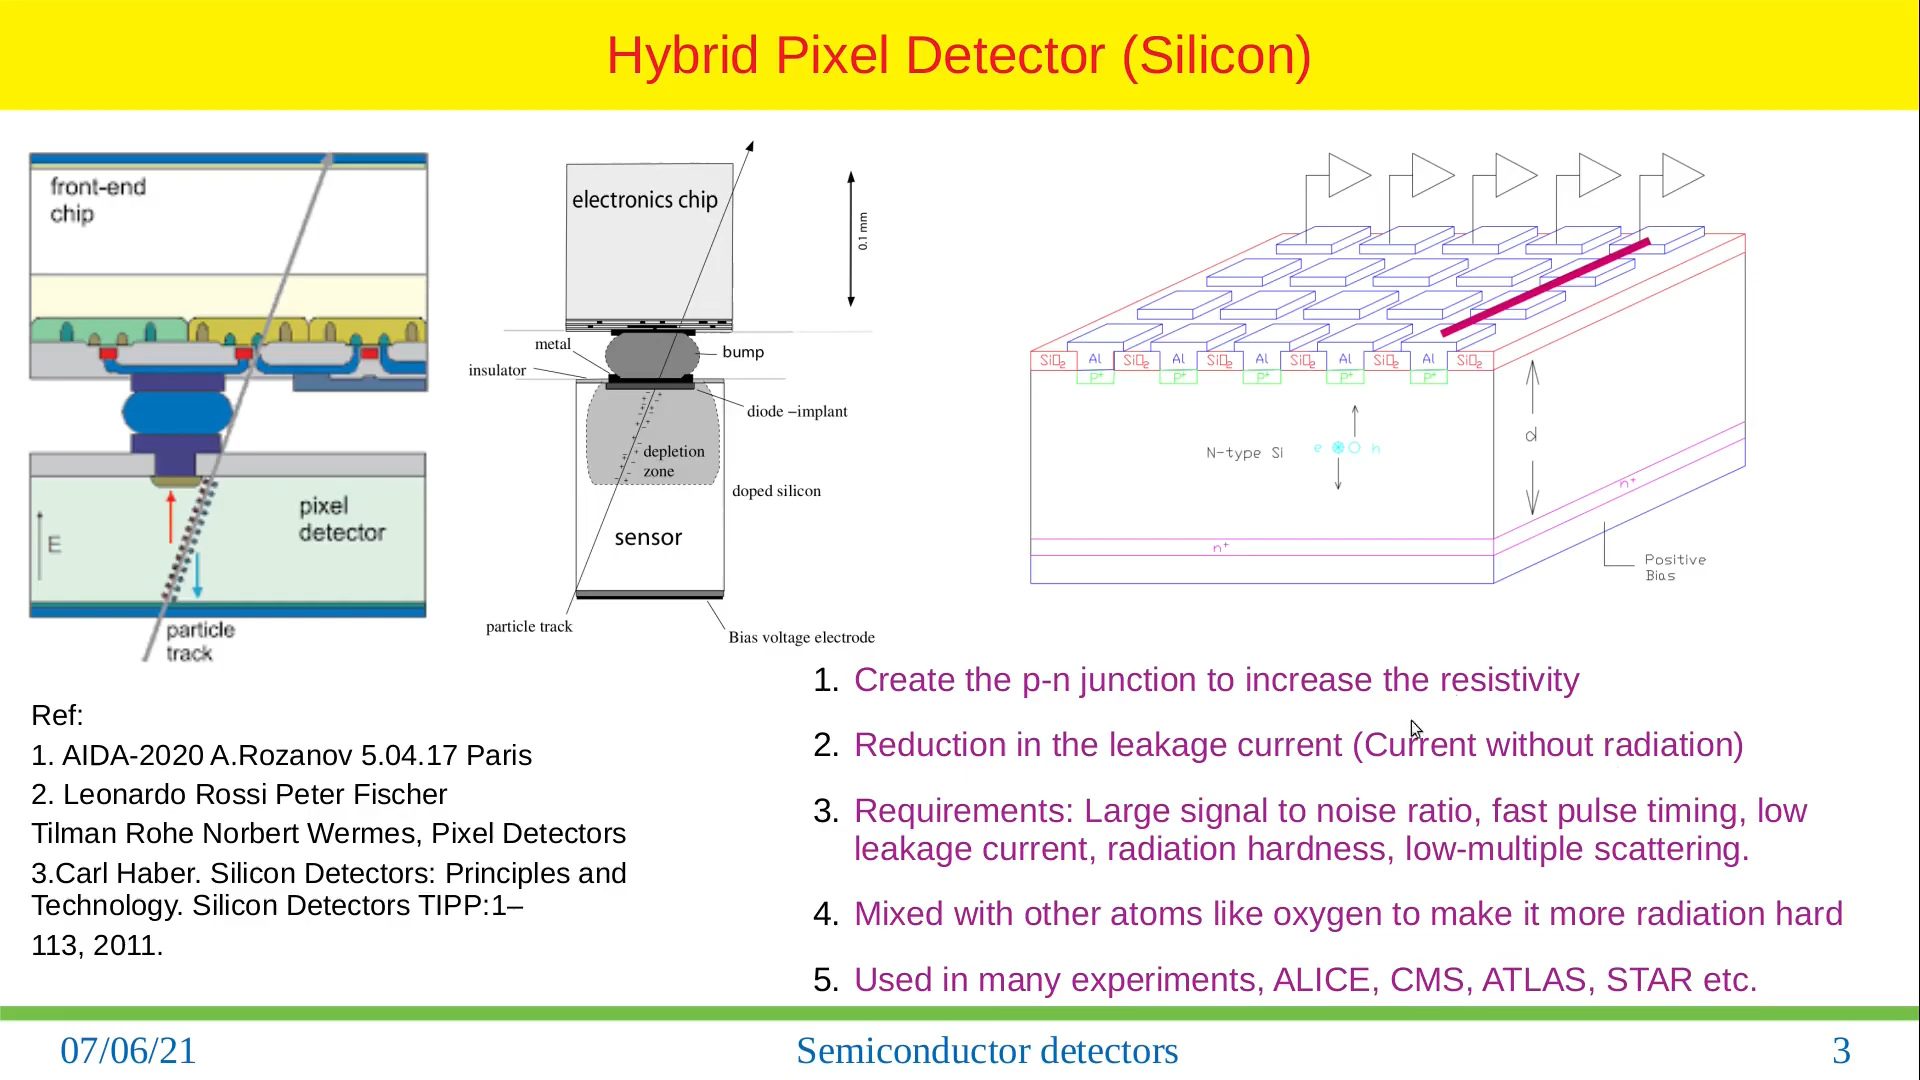 Hybrid Pixel Detector (Silicon)
front-end
chip
pixel
detector
E
particle
track
electronics chip
0.1 mm
metal
bump
insulator
diode –implant
depletion
zone
doped silicon
sensor
particle track
Bias voltage electrode
SiO₂ Al SiO₂ Al SiO₂ Al SiO₂ Al SiO₂ Al SiO₂
P⁺ P⁺ P⁺ P⁺ P⁺
N-type Si e h
d
n⁺
n⁺
Positive
Bias
Ref:
1. AIDA-2020 A.Rozanov 5.04.17 Paris
2. Leonardo Rossi Peter Fischer
Tilman Rohe Norbert Wermes, Pixel Detectors
3.Carl Haber. Silicon Detectors: Principles and
Technology. Silicon Detectors TIPP:1–
113, 2011.
1. Create the p-n junction to increase the resistivity
2. Reduction in the leakage current (Current without radiation)
3. Requirements: Large signal to noise ratio, fast pulse timing, low
leakage current, radiation hardness, low-multiple scattering.
4. Mixed with other atoms like oxygen to make it more radiation hard
5. Used in many experiments, ALICE, CMS, ATLAS, STAR etc.
07/06/21
Semiconductor detectors
3